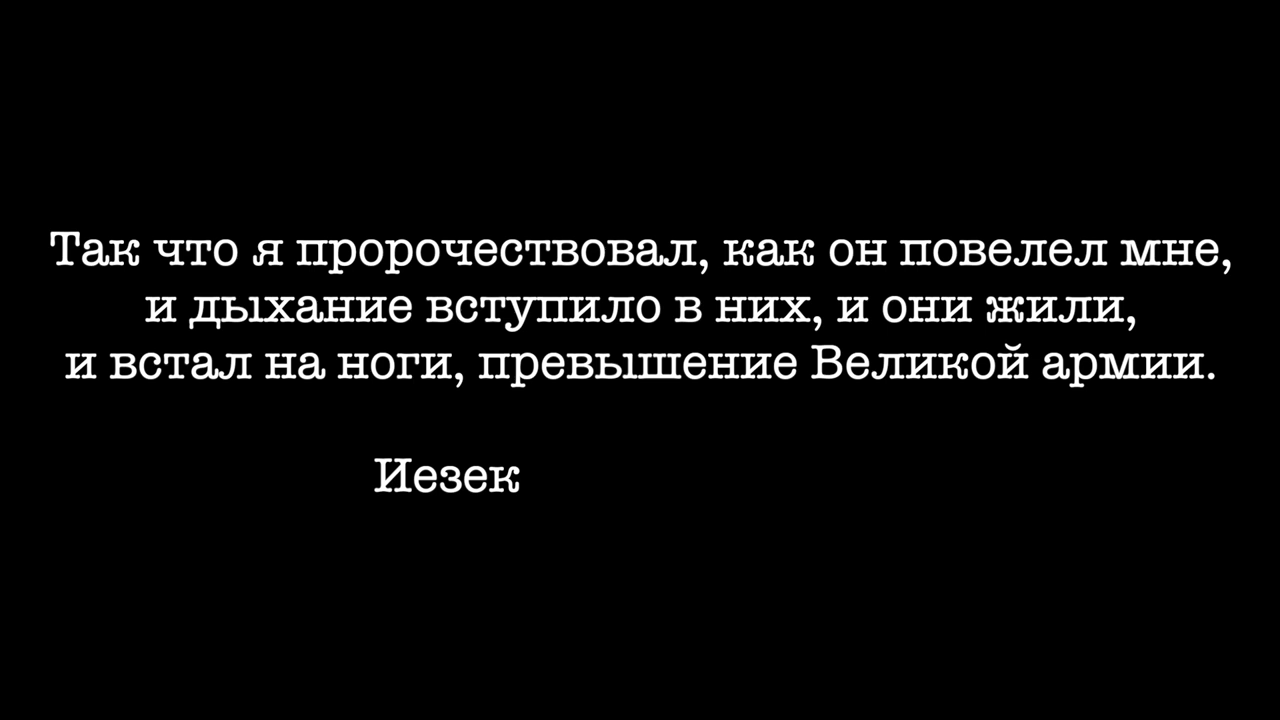 Так что я пророчествовал, как он повелел мне,
и дыхание вступило в них, и они жили,
и встал на ноги, превышение Великой армии.
Иезек